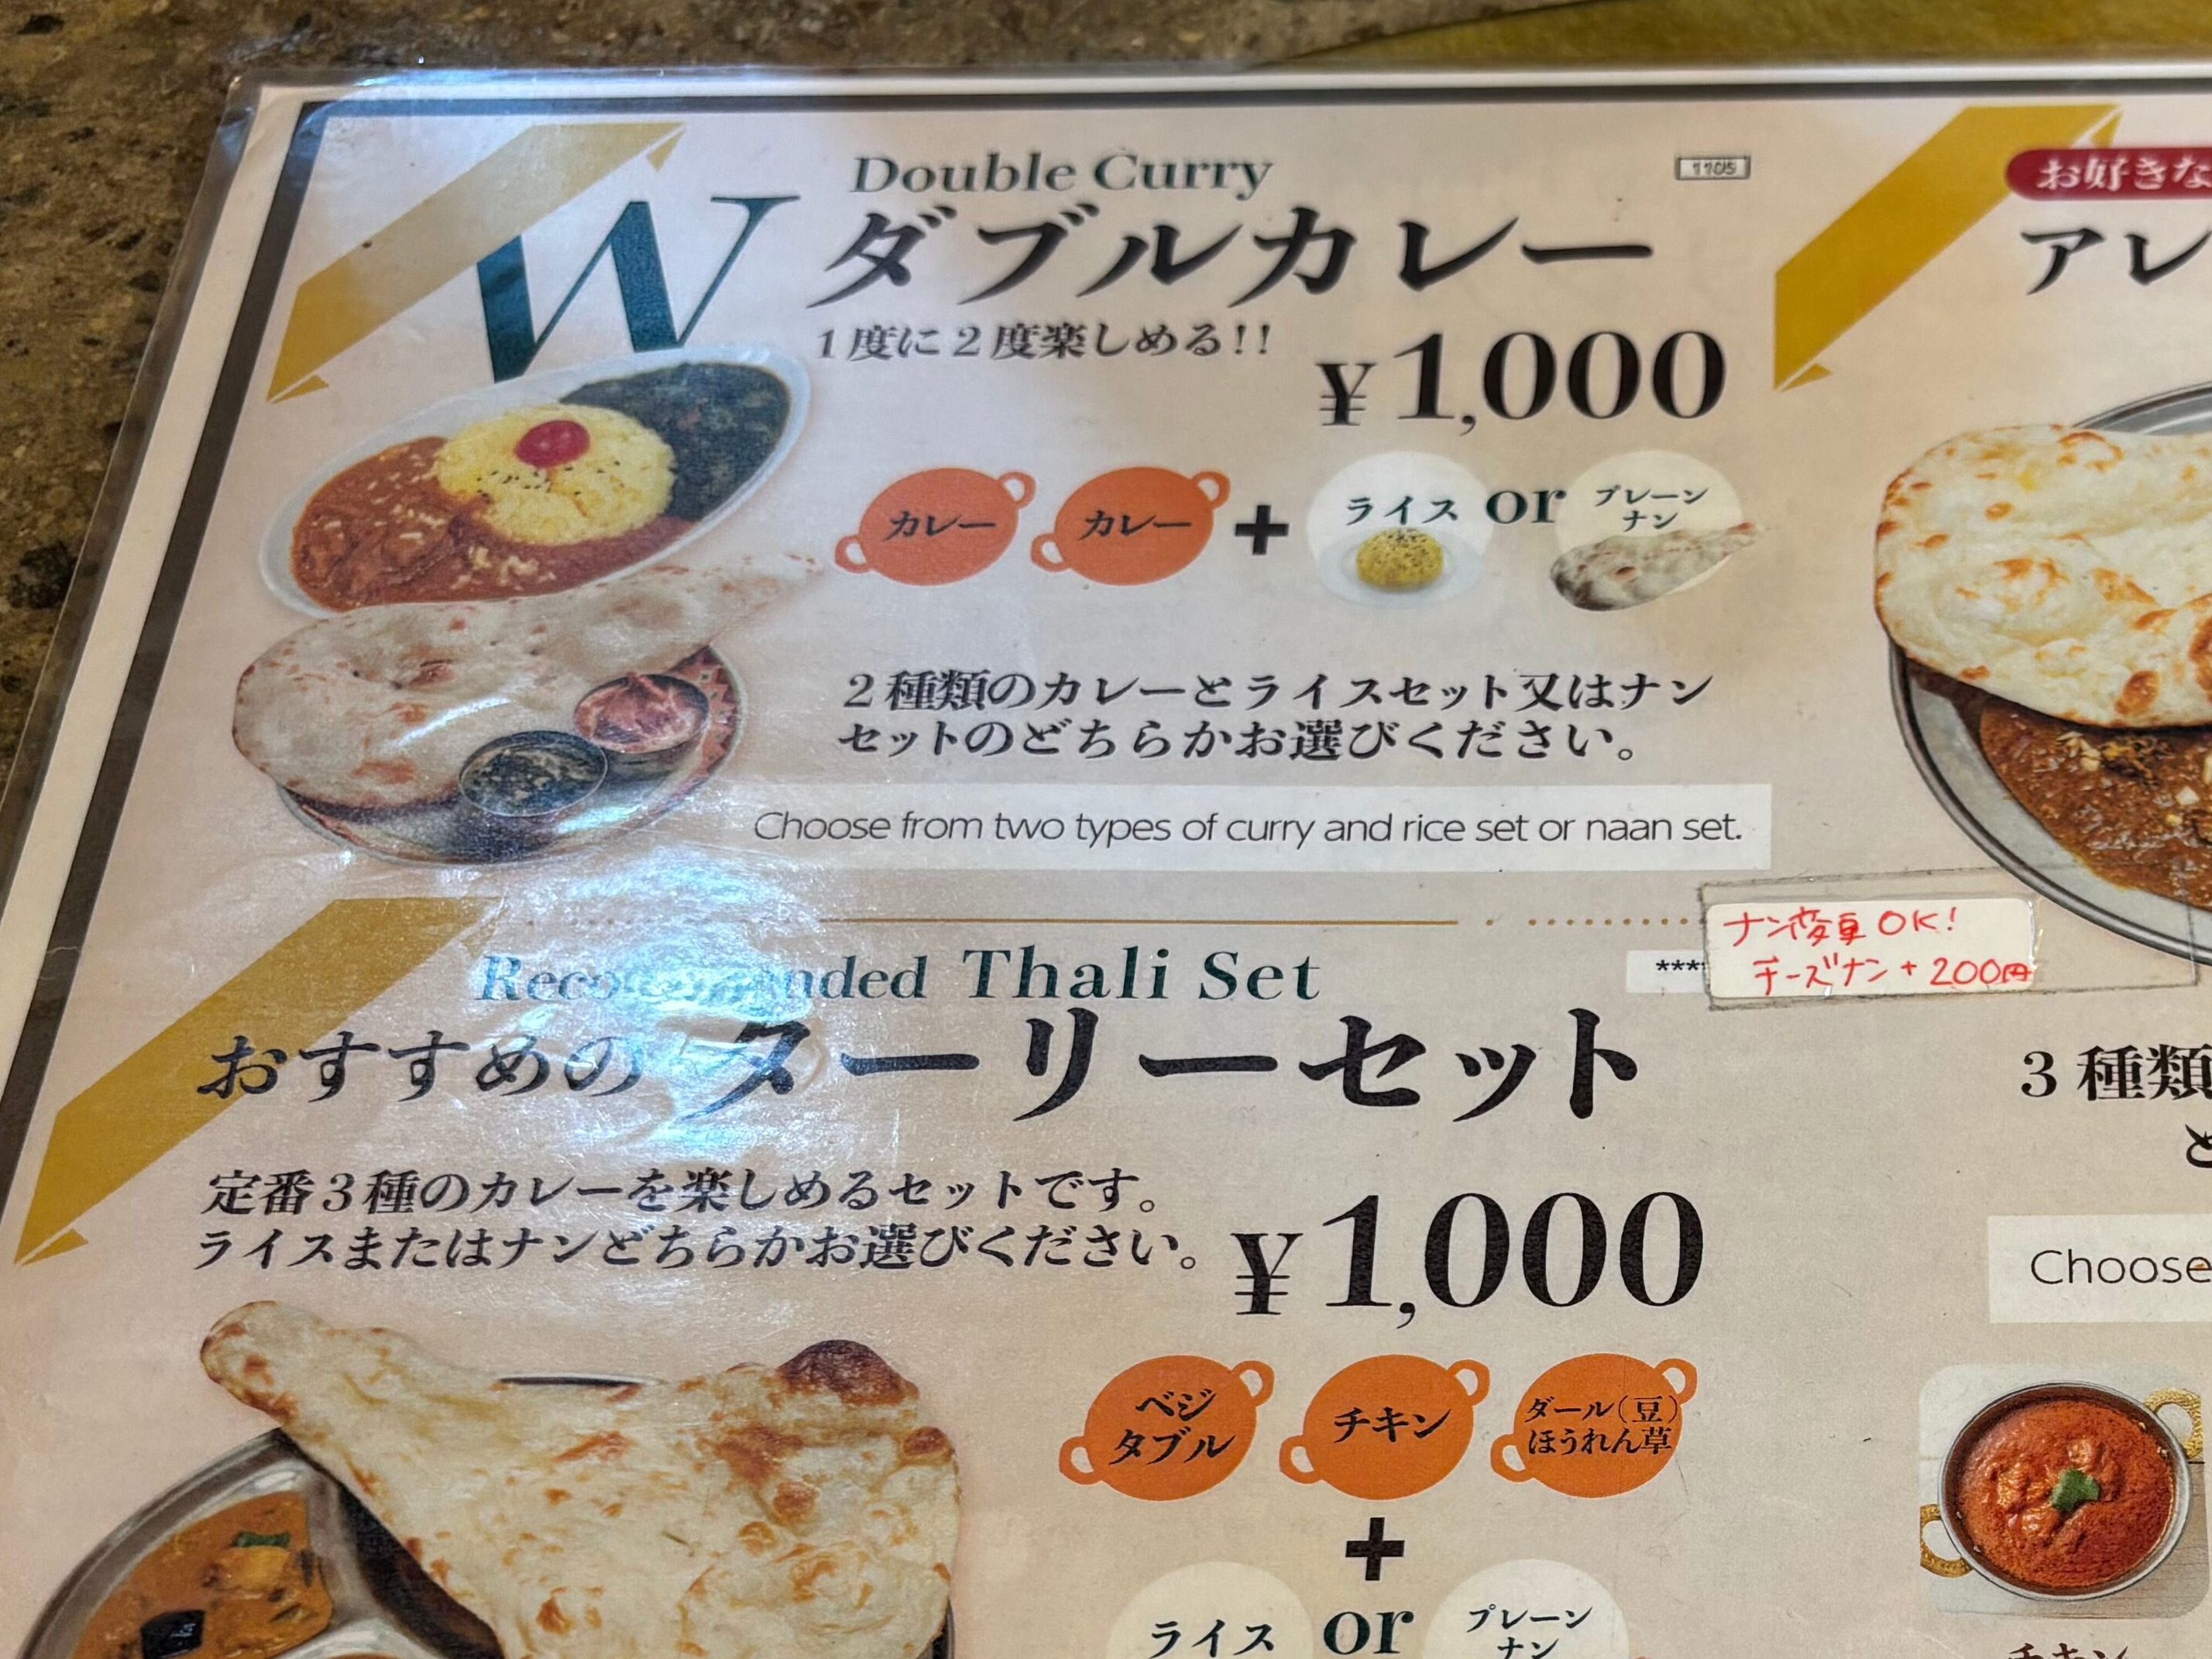 W
Double Curry
1105
ダブルカレー
1度に2度楽しめる!!
¥1,000
カレー カレー + ライス or プレーン
ナン
2種類のカレーとライスセット又はナン
セットのどちらかお選びください。
Choose from two types of curry and rice set or naan set.
お好きな
アレ
ナン変更OK!
チーズナン+200円
Recommended Thali Set
****
おすすめのターリーセット
定番3種のカレーを楽しめるセットです。
ライスまたはナンどちらかお選びください。
¥1,000
ベジ
タブル
チキン
ダール(豆)
ほうれん草
+
ライス or プレーン
ナン
3種類
と
Choose
チキン